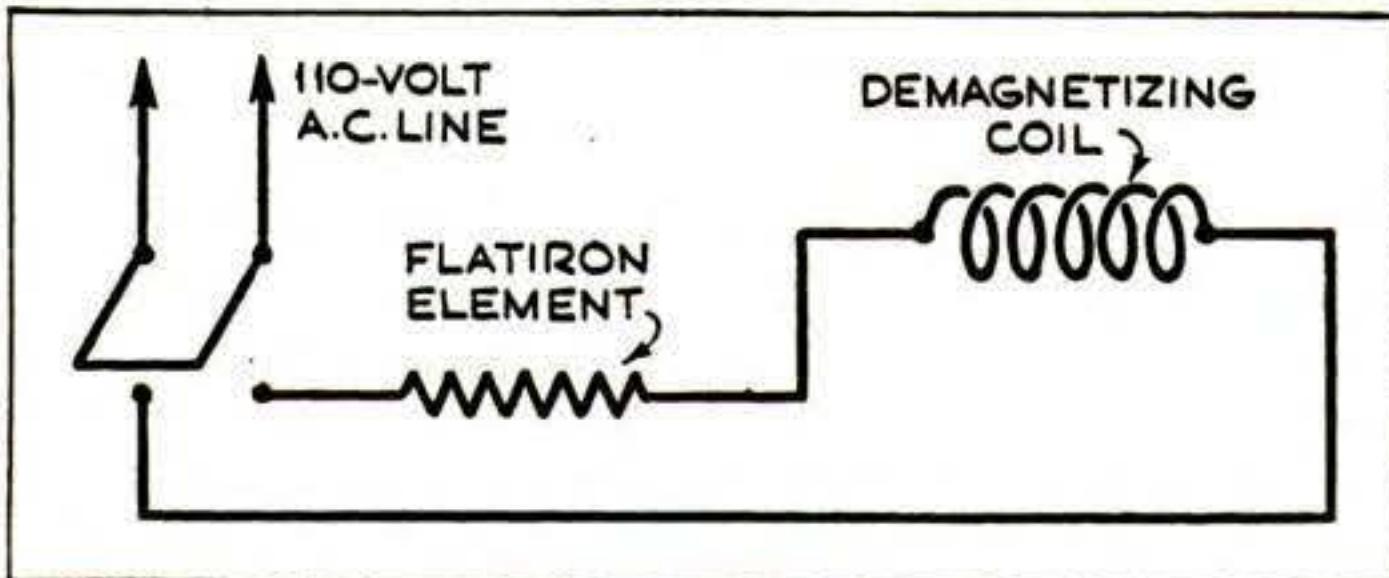 110-VOLT
A.C. LINE
DEMAGNETIZING
COIL
FLATIRON
ELEMENT